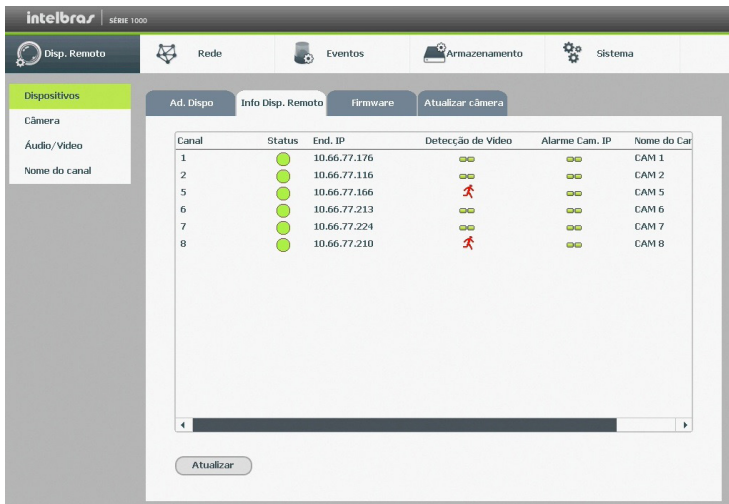 intelbras SÉRIE 1000
Disp. Remoto Rede Eventos Armazenamento Sistema
Dispositivos
Câmera
Áudio/Video
Nome do canal
Ad. Dispo Info Disp. Remoto Firmware Atualizar câmera
Canal Status End. IP Detecção de Vídeo Alarme Cam. IP Nome do Car
1 10.66.77.176 CAM 1
2 10.66.77.116 CAM 2
5 10.66.77.166 CAM 5
6 10.66.77.213 CAM 6
7 10.66.77.224 CAM 7
8 10.66.77.210 CAM 8
Atualizar